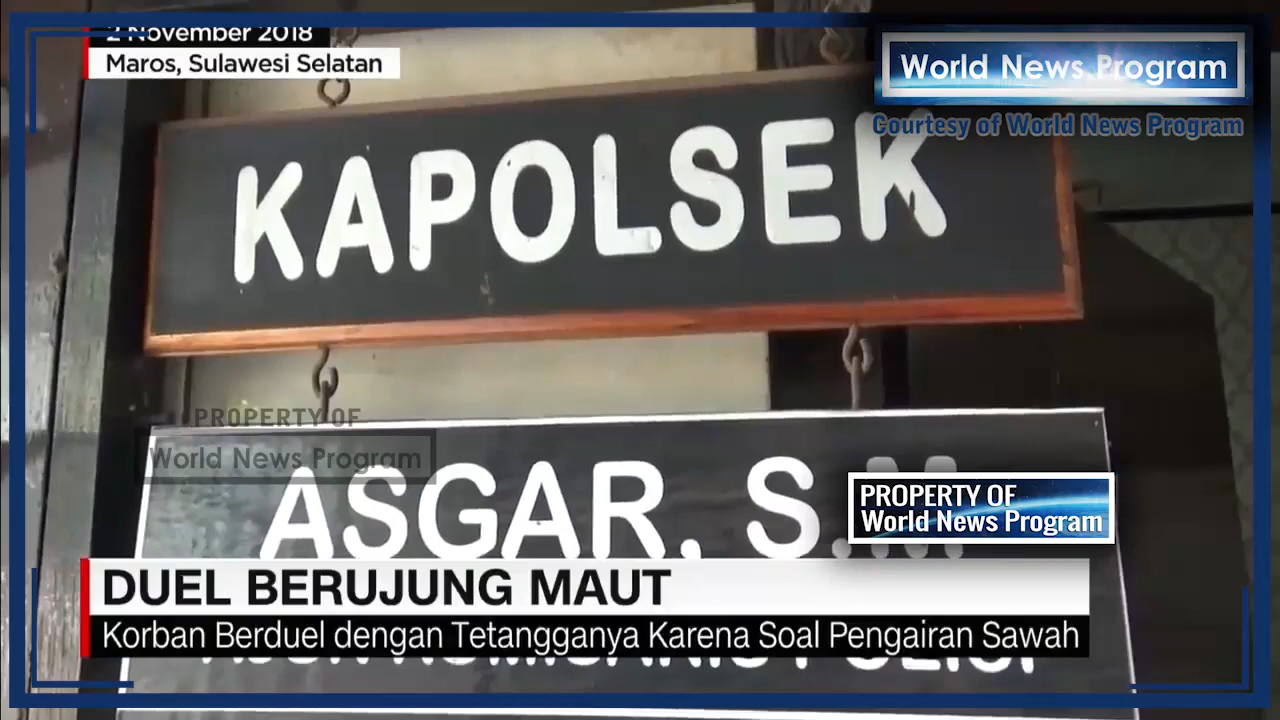 2 November 2018
Maros, Sulawesi Selatan
World News Program
Courtesy of World News Program
KAPOLSEK
PROPERTY OF
World News Program
ASGAR, S.
PROPERTY OF
World News Program
DUEL BERUJUNG MAUT
Korban Berduel dengan Tetangganya Karena Soal Pengairan Sawah